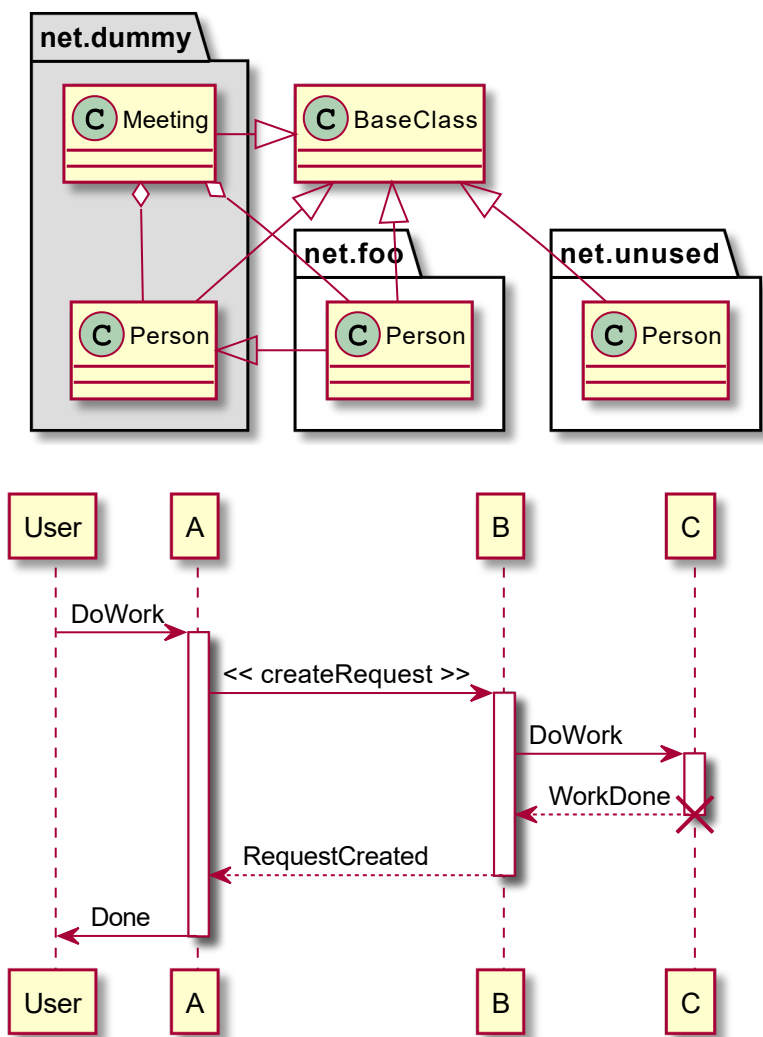 net.dummy
C Meeting
C BaseClass
net.foo
net.unused
C Person
C Person
C Person
User
A
B
C
DoWork
<< createRequest >>
DoWork
WorkDone
RequestCreated
Done
User
A
B
C